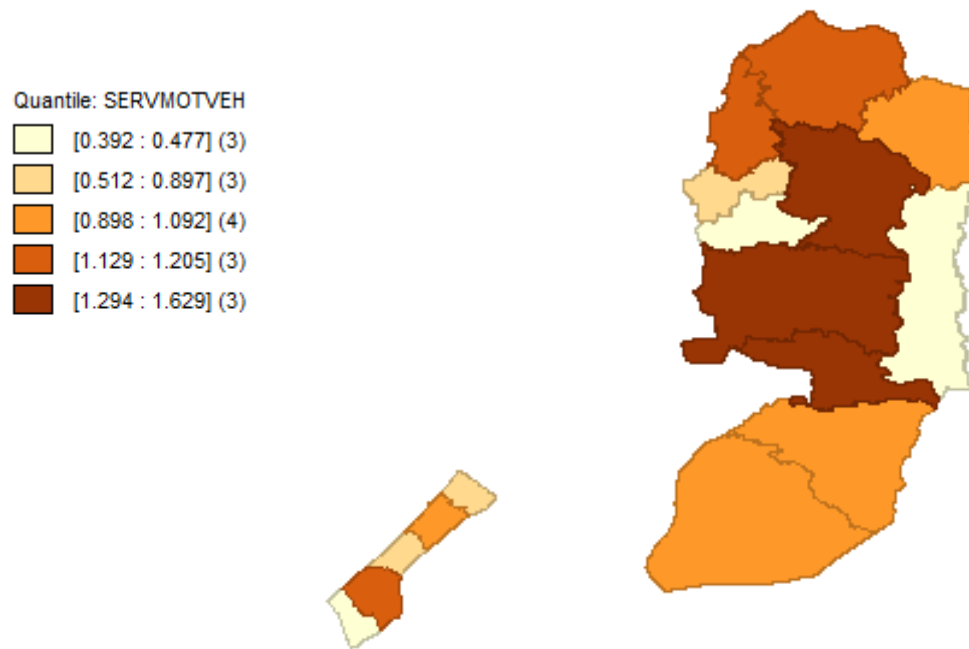 Quantile: SERVMOTVEH
[0.392 : 0.477] (3)
[0.512 : 0.897] (3)
[0.898 : 1.092] (4)
[1.129 : 1.205] (3)
[1.294 : 1.629] (3)